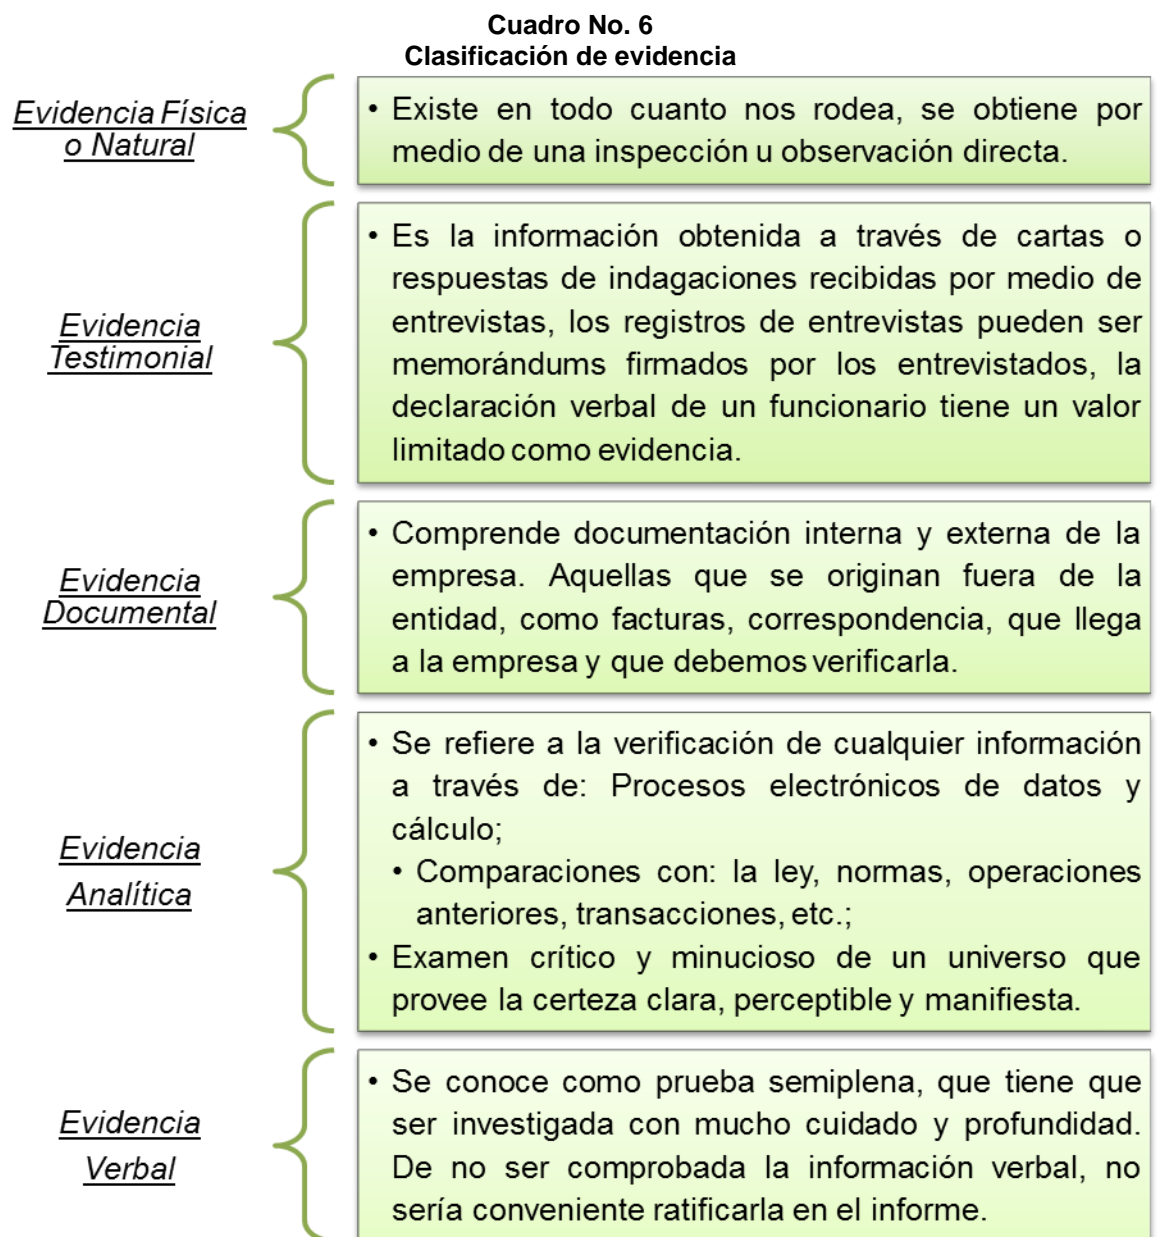 Cuadro No. 6
Clasificación de evidencia
Evidencia Física
o Natural
• Existe en todo cuanto nos rodea, se obtiene por
medio de una inspección u observación directa.
Evidencia
Testimonial
• Es la información obtenida a través de cartas o
respuestas de indagaciones recibidas por medio de
entrevistas, los registros de entrevistas pueden ser
memorándums firmados por los entrevistados, la
declaración verbal de un funcionario tiene un valor
limitado como evidencia.
Evidencia
Documental
• Comprende documentación interna y externa de la
empresa. Aquellas que se originan fuera de la
entidad, como facturas, correspondencia, que llega
a la empresa y que debemos verificarla.
Evidencia
Analítica
• Se refiere a la verificación de cualquier información
a través de: Procesos electrónicos de datos y
cálculo;
• Comparaciones con: la ley, normas, operaciones
anteriores, transacciones, etc.;
• Examen crítico y minucioso de un universo que
provee la certeza clara, perceptible y manifiesta.
Evidencia
Verbal
• Se conoce como prueba semiplena, que tiene que
ser investigada con mucho cuidado y profundidad.
De no ser comprobada la información verbal, no
sería conveniente ratificarla en el informe.